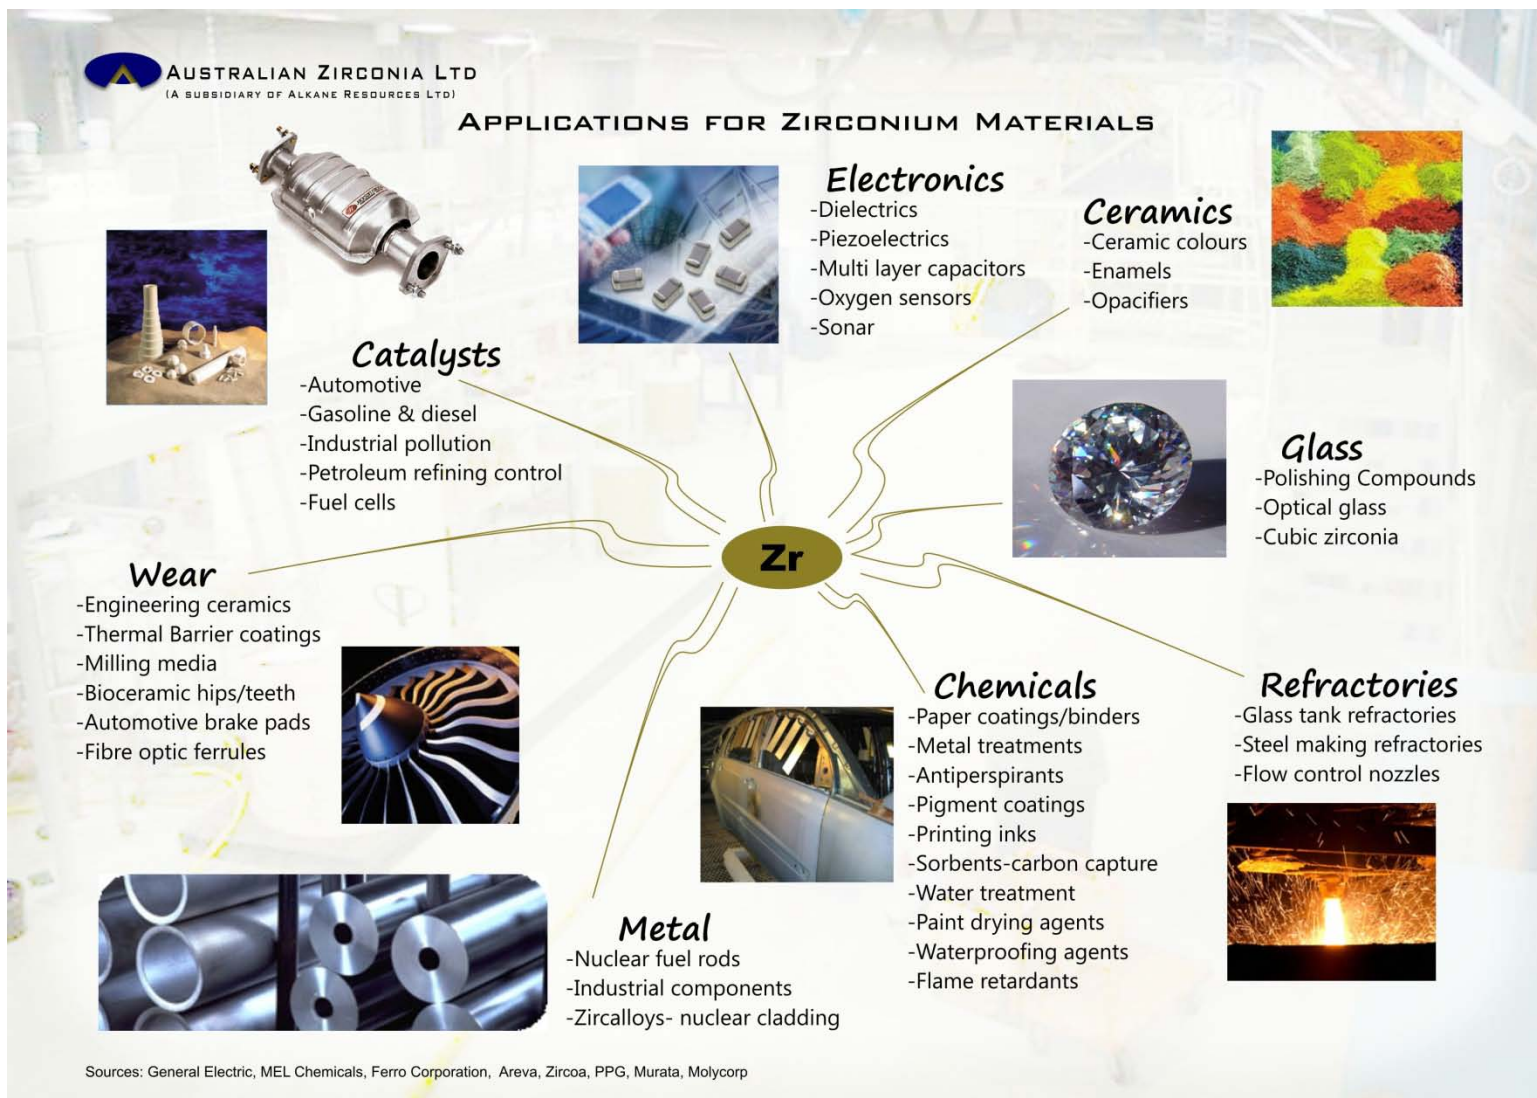 AUSTRALIAN ZIRCONIA LTD
(A SUBSIDIARY OF ALKANE RESOURCES LTD)
APPLICATIONS FOR ZIRCONIUM MATERIALS
Electronics
-Dielectrics
-Piezoelectrics
-Multi layer capacitors
-Oxygen sensors
-Sonar
Ceramics
-Ceramic colours
-Enamels
-Opacifiers
Catalysts
-Automotive
-Gasoline & diesel
-Industrial pollution
-Petroleum refining control
-Fuel cells
Glass
-Polishing Compounds
-Optical glass
-Cubic zirconia
Zr
Wear
-Engineering ceramics
-Thermal Barrier coatings
-Milling media
-Bioceramic hips/teeth
-Automotive brake pads
-Fibre optic ferrules
Chemicals
-Paper coatings/binders
-Metal treatments
-Antiperspirants
-Pigment coatings
-Printing inks
-Sorbents-carbon capture
-Water treatment
-Paint drying agents
-Waterproofing agents
-Flame retardants
Refractories
-Glass tank refractories
-Steel making refractories
-Flow control nozzles
Metal
-Nuclear fuel rods
-Industrial components
-Zircalloys- nuclear cladding
Sources: General Electric, MEL Chemicals, Ferro Corporation, Areva, Zircoa, PPG, Murata, Molycorp